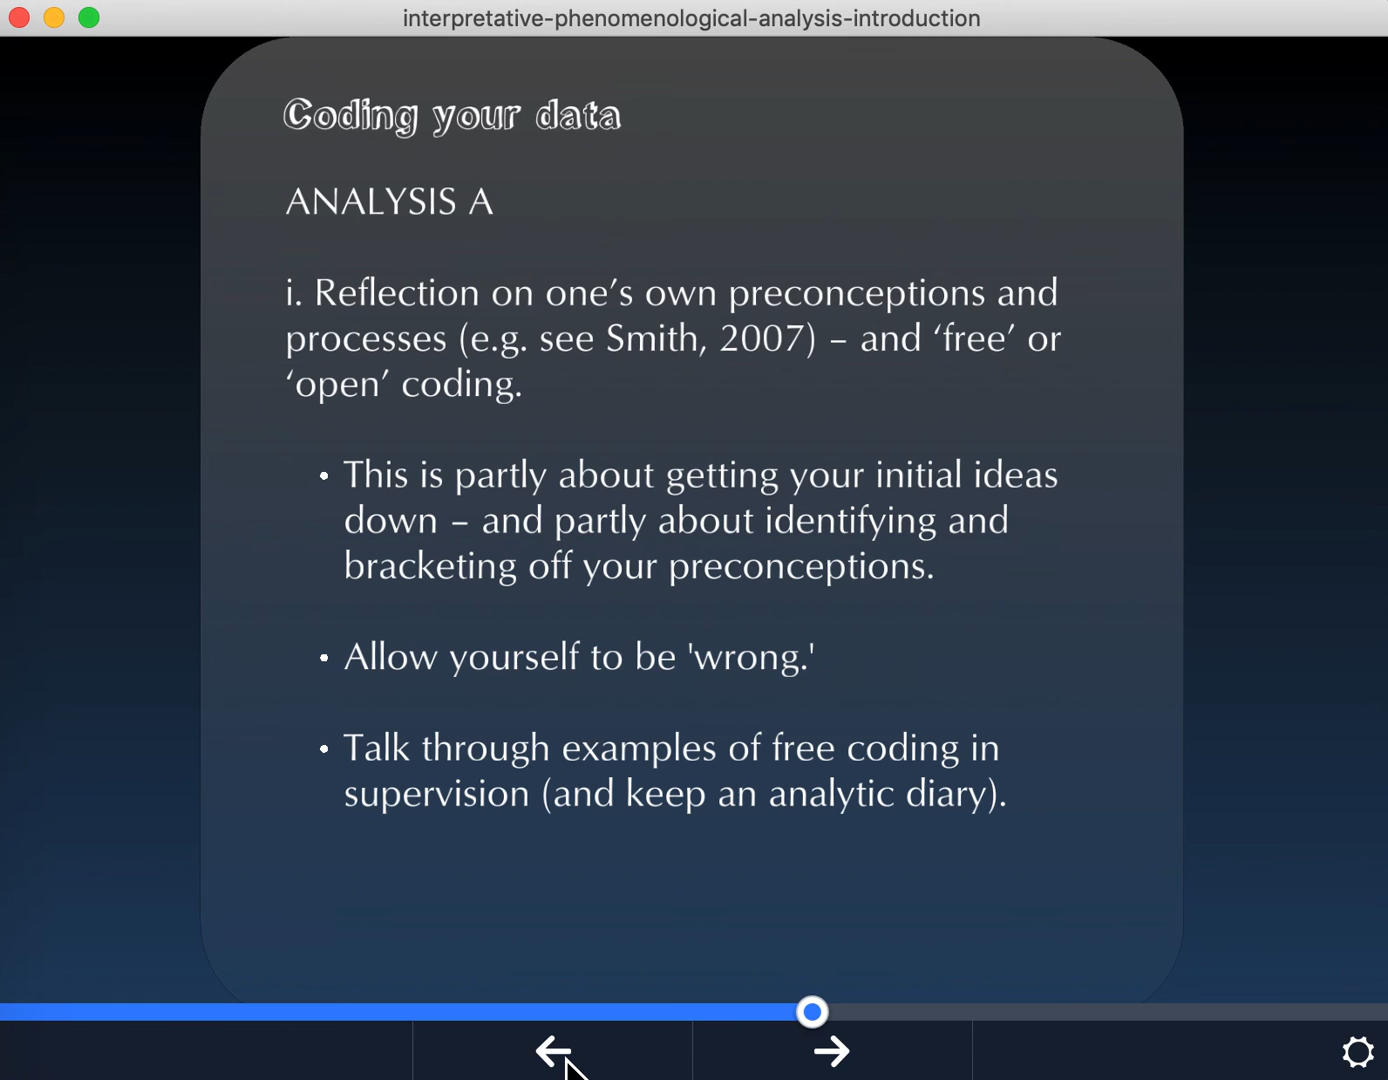 interpretative-phenomenological-analysis-introduction
Coding your data
ANALYSIS A
i. Reflection on one’s own preconceptions and
processes (e.g. see Smith, 2007) – and ‘free’ or
‘open’ coding.
• This is partly about getting your initial ideas
down – and partly about identifying and
bracketing off your preconceptions.
• Allow yourself to be 'wrong.'
• Talk through examples of free coding in
supervision (and keep an analytic diary).